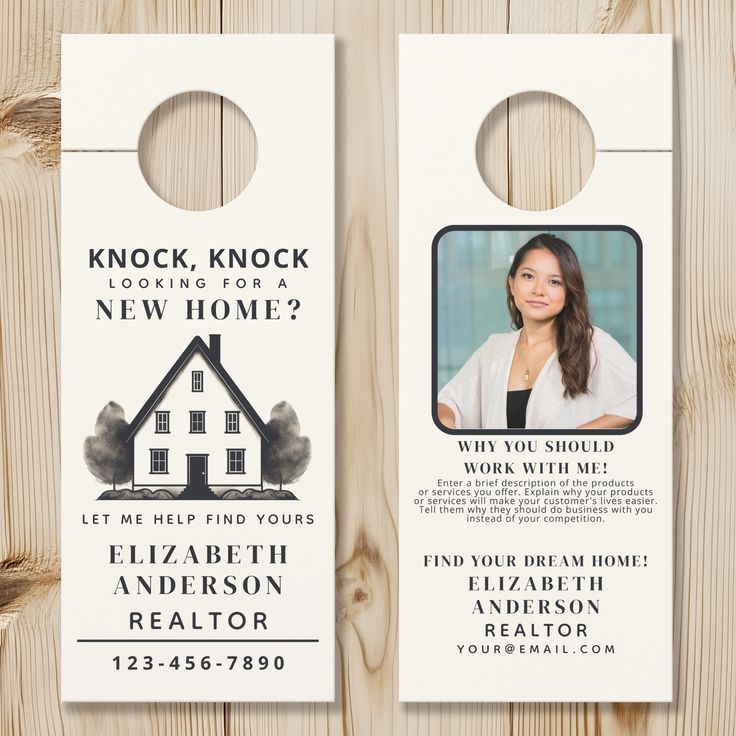 KNOCK, KNOCK
LOOKING FOR A
NEW HOME?
LET ME HELP FIND YOURS
ELIZABETH
ANDERSON
REALTOR
123-456-7890
WHY YOU SHOULD
WORK WITH ME!
Enter a brief description of the products
or services you offer. Explain why your products
or services will make your customer's lives easier.
Tell them why they should do business with you
instead of your competition.
FIND YOUR DREAM HOME!
ELIZABETH
ANDERSON
REALTOR
YOUR@EMAIL.COM